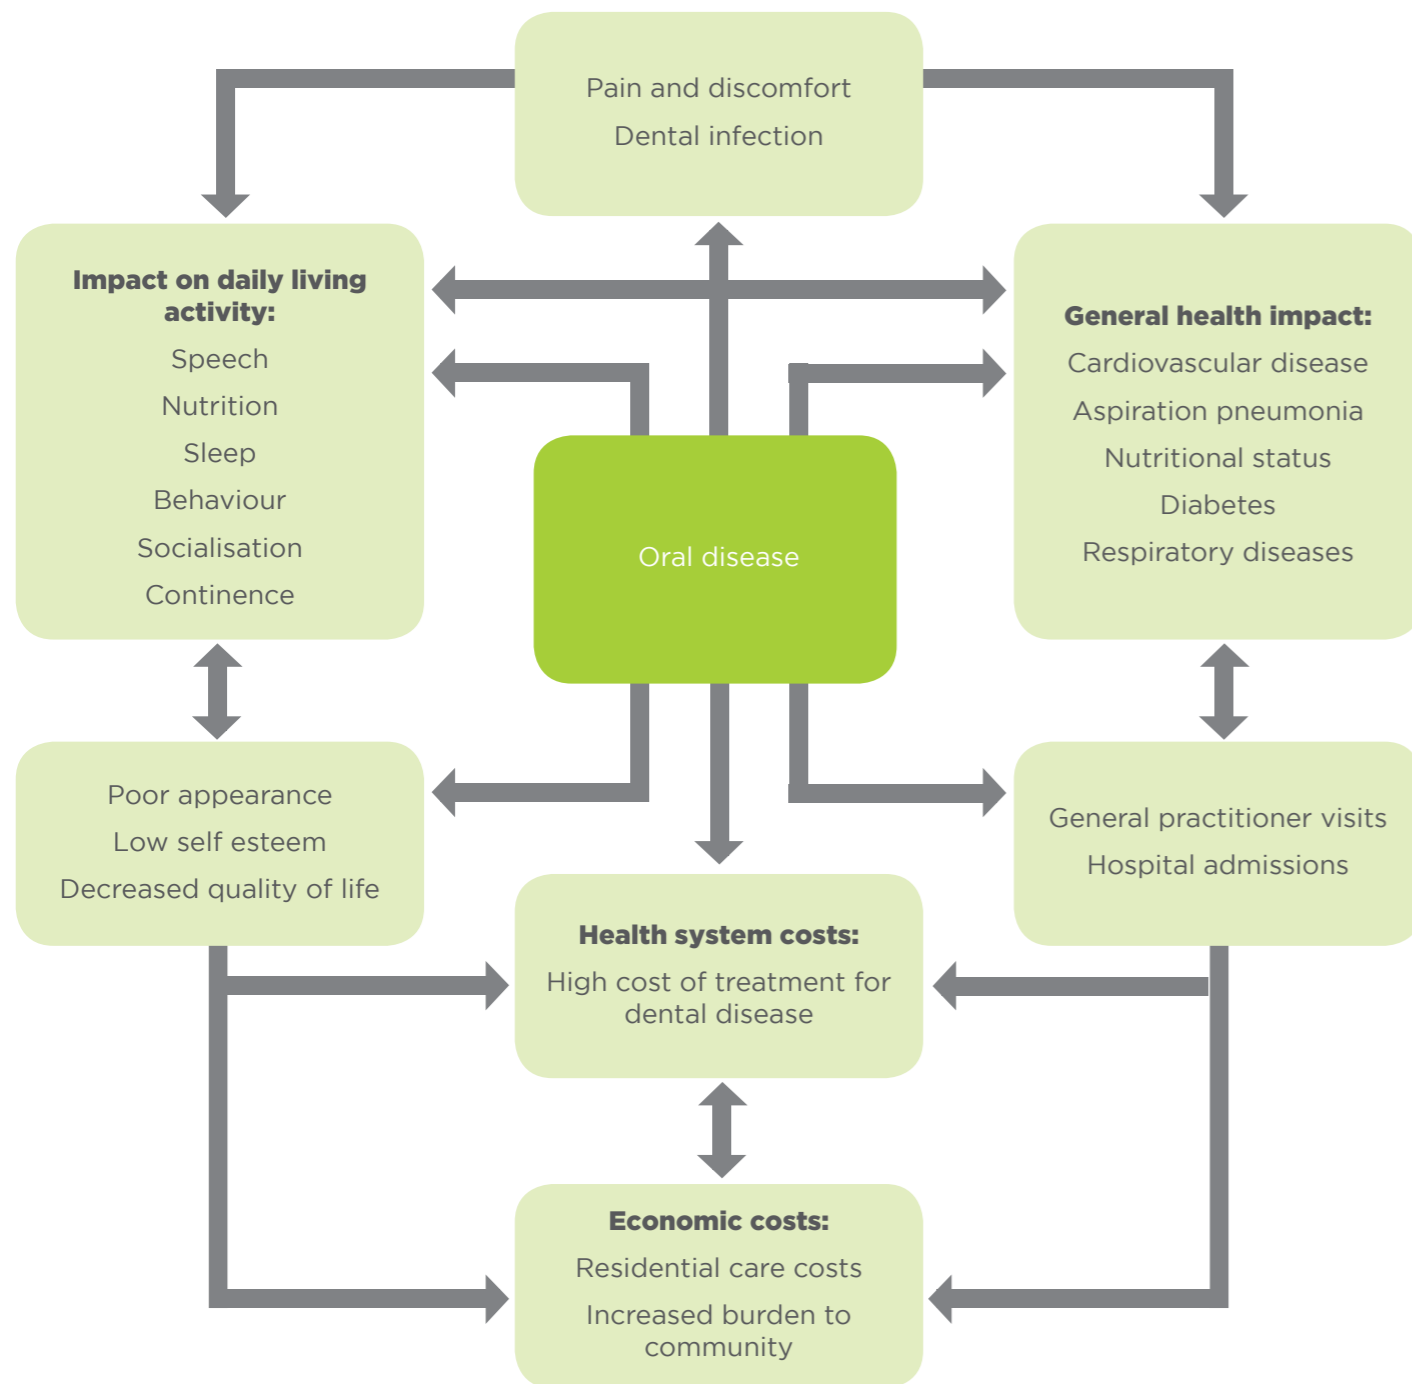 Pain and discomfort
Dental infection
Impact on daily living
activity:
Speech
Nutrition
Sleep
Behaviour
Socialisation
Continence
General health impact:
Cardiovascular disease
Aspiration pneumonia
Nutritional status
Diabetes
Respiratory diseases
Oral disease
Poor appearance
Low self esteem
Decreased quality of life
General practitioner visits
Hospital admissions
Health system costs:
High cost of treatment for
dental disease
Economic costs:
Residential care costs
Increased burden to
community